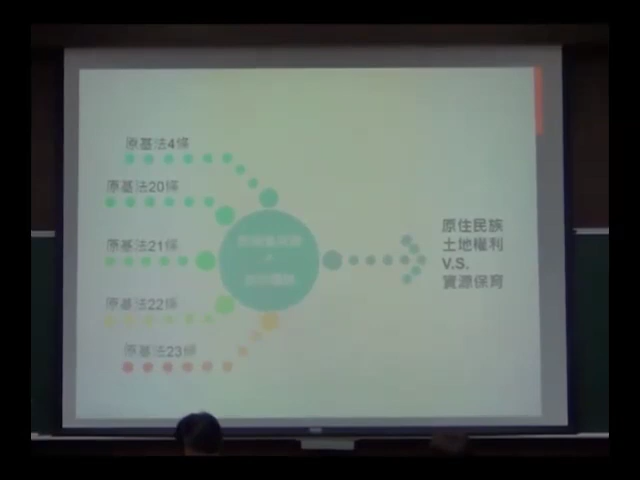 原基法4條
原基法20條
原基法21條
原基法22條
原基法23條
原住民族
土地權利
V.S.
資源保育